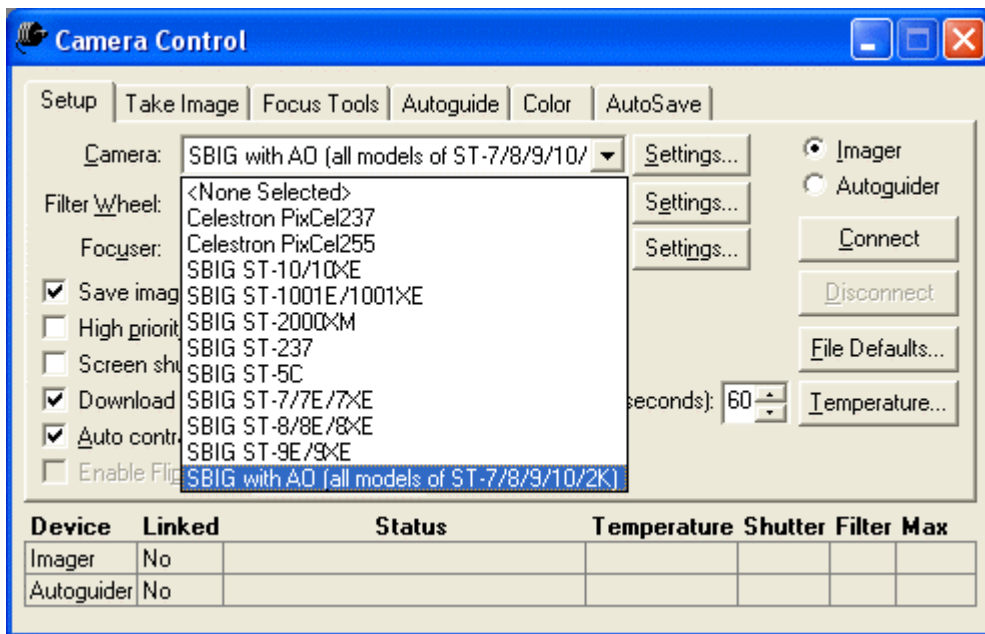 Camera Control
Setup Take Image Focus Tools Autoguide Color AutoSave
Camera: SBIG with AO (all models of ST-7/8/9/10/ Settings... Imager
Autoguider
Filter Wheel: Settings...
Focuser: Settings... Connect
<None Selected>
Celestron PixCel237
Celestron PixCel255
SBIG ST-10/10XE
SBIG ST-1001E/1001XE
SBIG ST-2000XM
SBIG ST-237
SBIG ST-5C
SBIG ST-7/7E/7XE
SBIG ST-8/8E/8XE
SBIG ST-9E/9XE
SBIG with AO (all models of ST-7/8/9/10/2K)
Save imag
High priorit
Screen shu
Download seconds): 60
Auto contr
Enable Flip
Disconnect
File Defaults...
Temperature...
Device Linked Status Temperature Shutter Filter Max
Imager No
Autoguider No